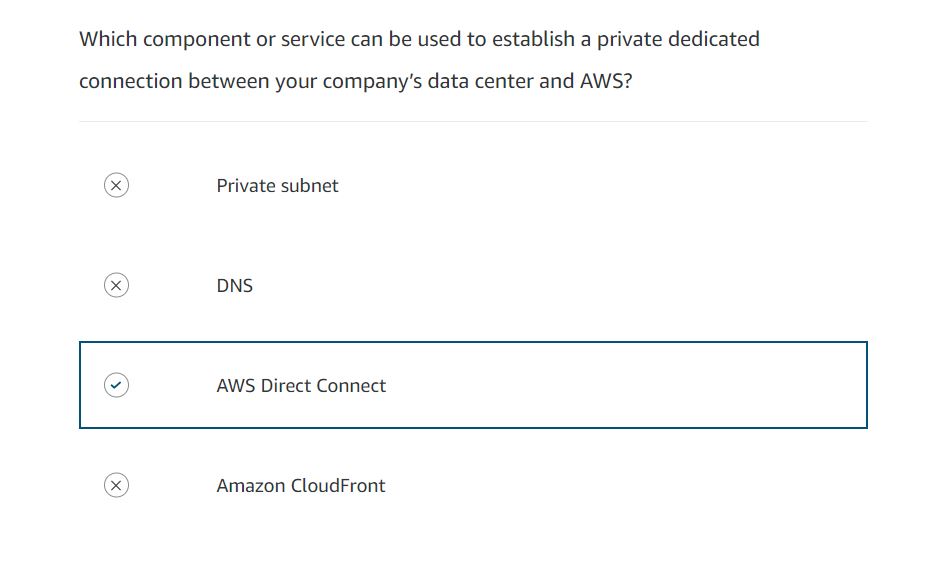 Which component or service can be used to establish a private dedicated
connection between your company’s data center and AWS?
Private subnet
DNS
AWS Direct Connect
Amazon CloudFront